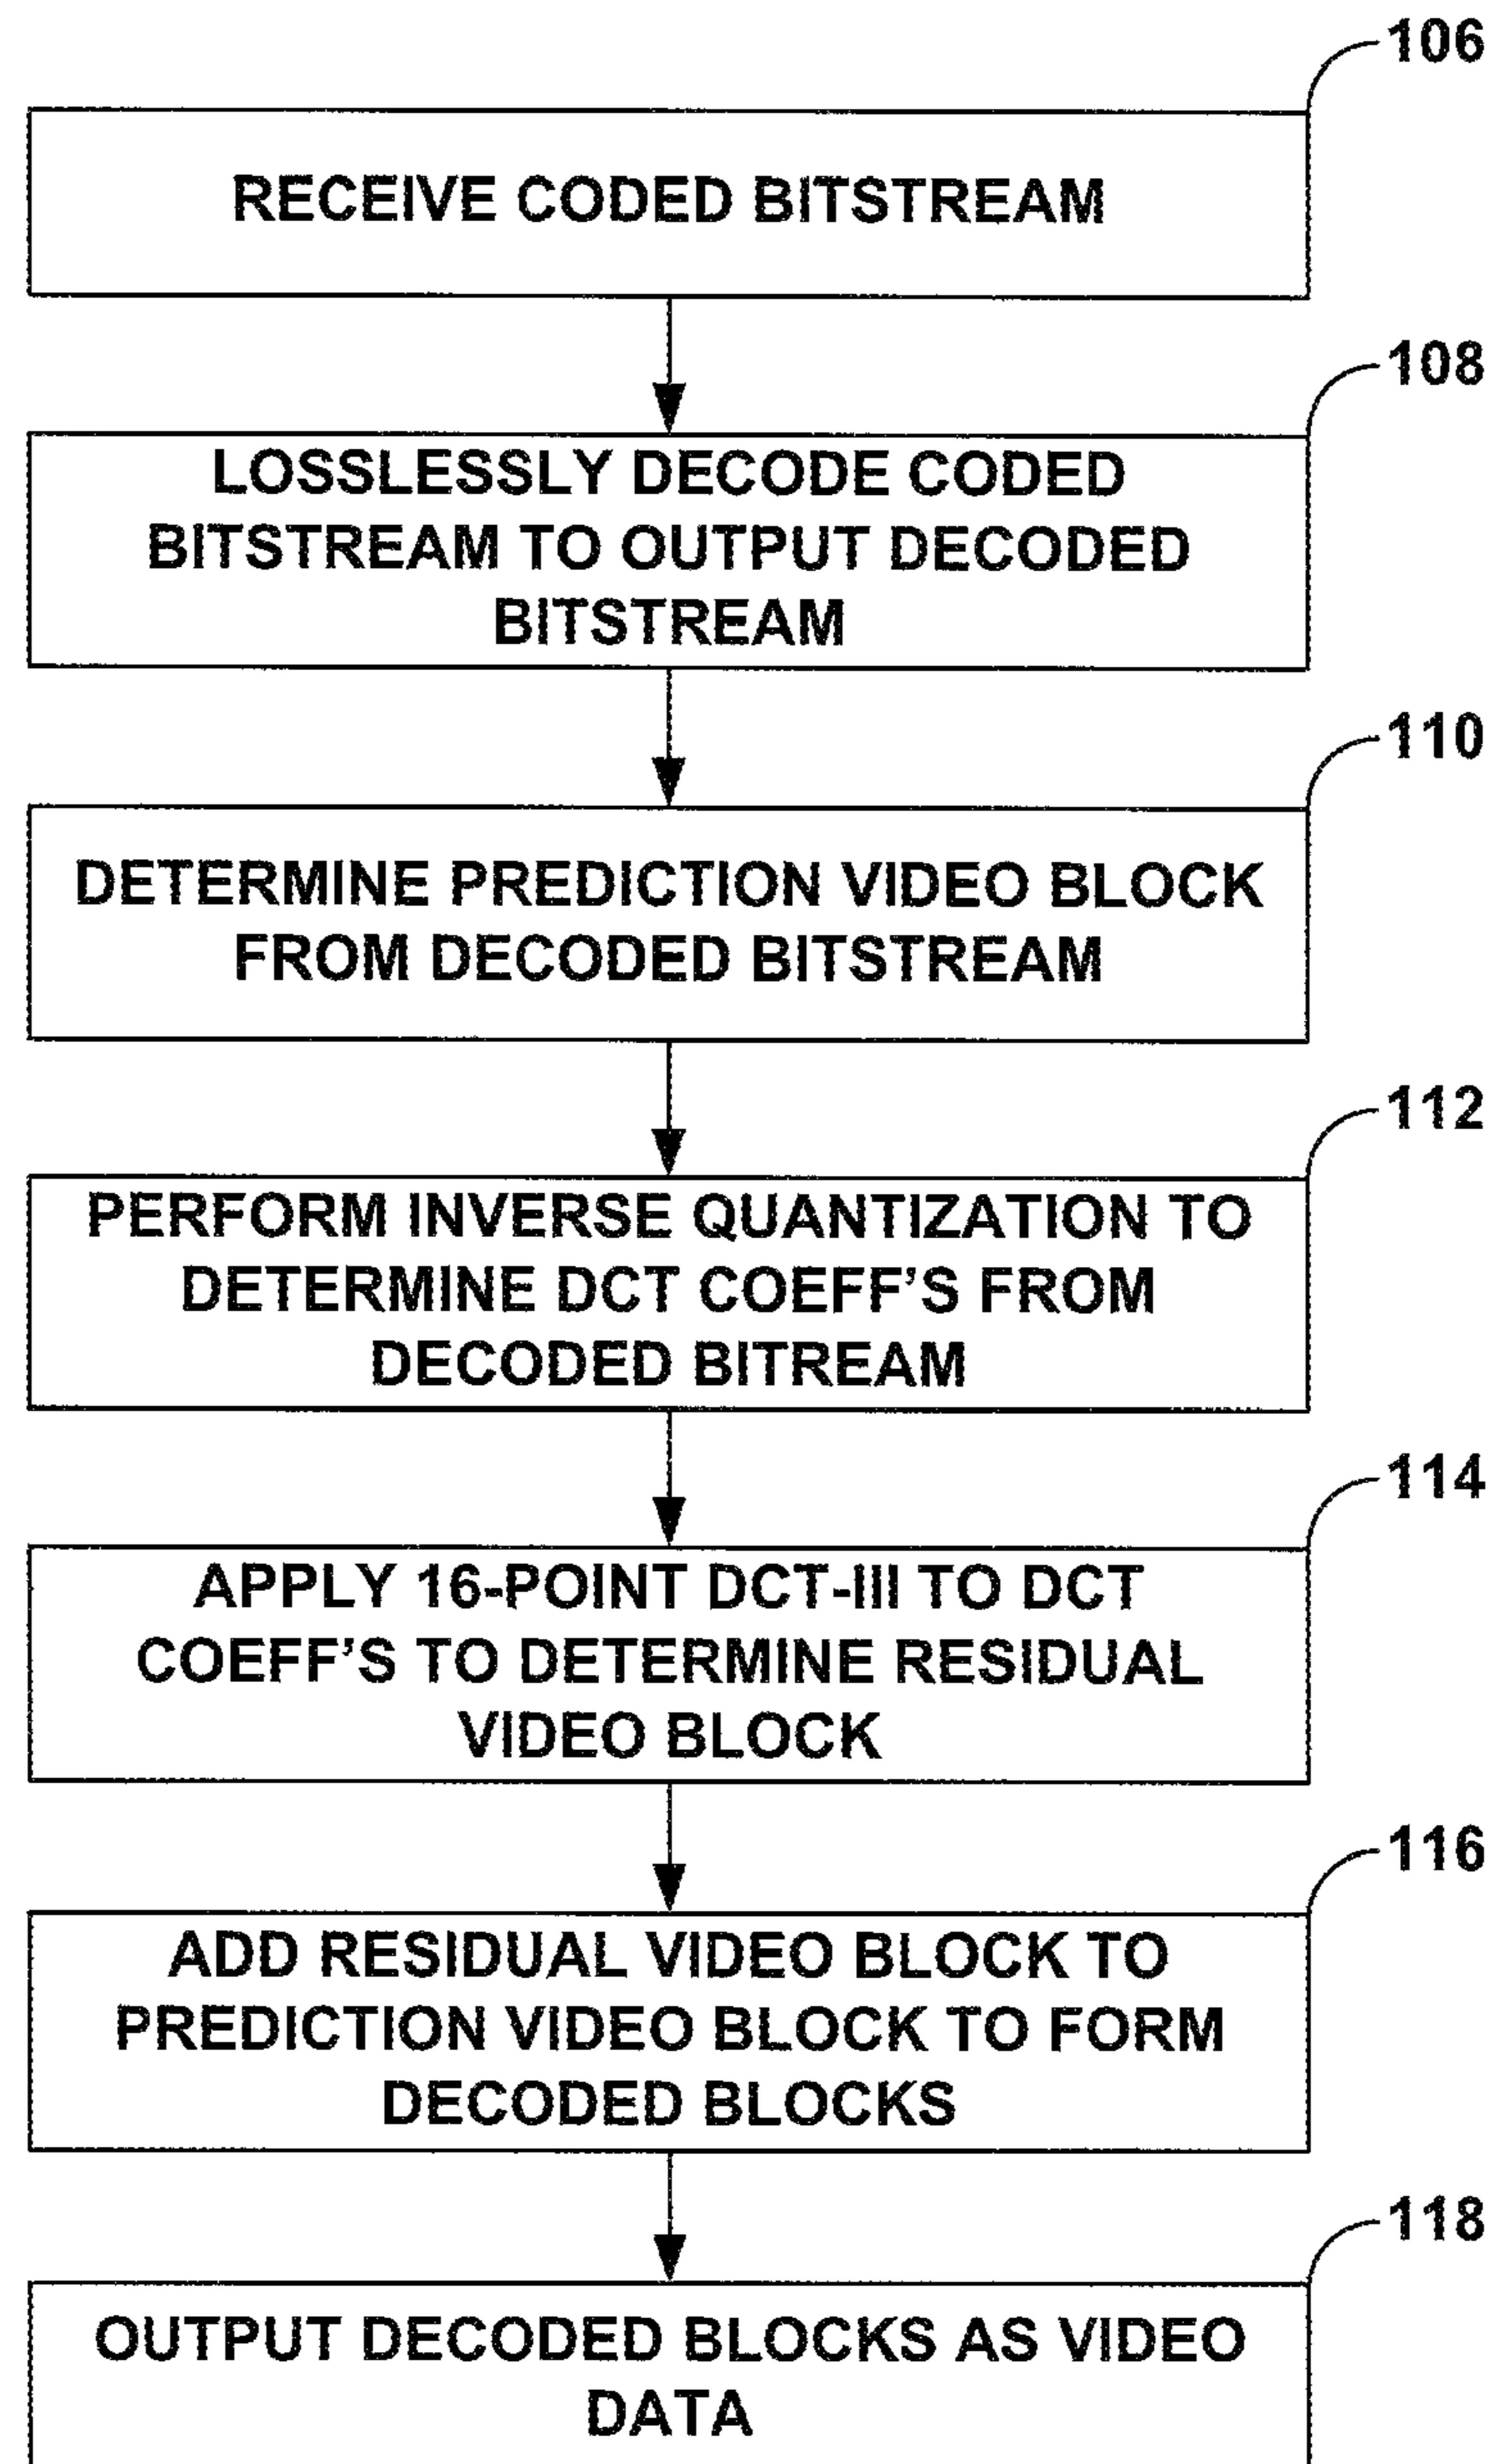 106
RECEIVE CODED BITSTREAM
108
LOSSLESSLY DECODE CODED
BITSTREAM TO OUTPUT DECODED
BITSTREAM
110
DETERMINE PREDICTION VIDEO BLOCK
FROM DECODED BITSTREAM
112
PERFORM INVERSE QUANTIZATION TO
DETERMINE DCT COEFF'S FROM
DECODED BITREAM
114
APPLY 16-POINT DCT-III TO DCT
COEFF'S TO DETERMINE RESIDUAL
VIDEO BLOCK
116
ADD RESIDUAL VIDEO BLOCK TO
PREDICTION VIDEO BLOCK TO FORM
DECODED BLOCKS
118
OUTPUT DECODED BLOCKS AS VIDEO
DATA